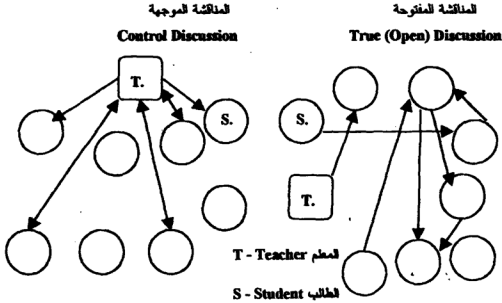 المناقشة الموجهة
Control Discussion
T.
S.
المناقشة المفتوحة
True (Open) Discussion
S.
T.
T - Teacher المعلم
S - Student الطالب